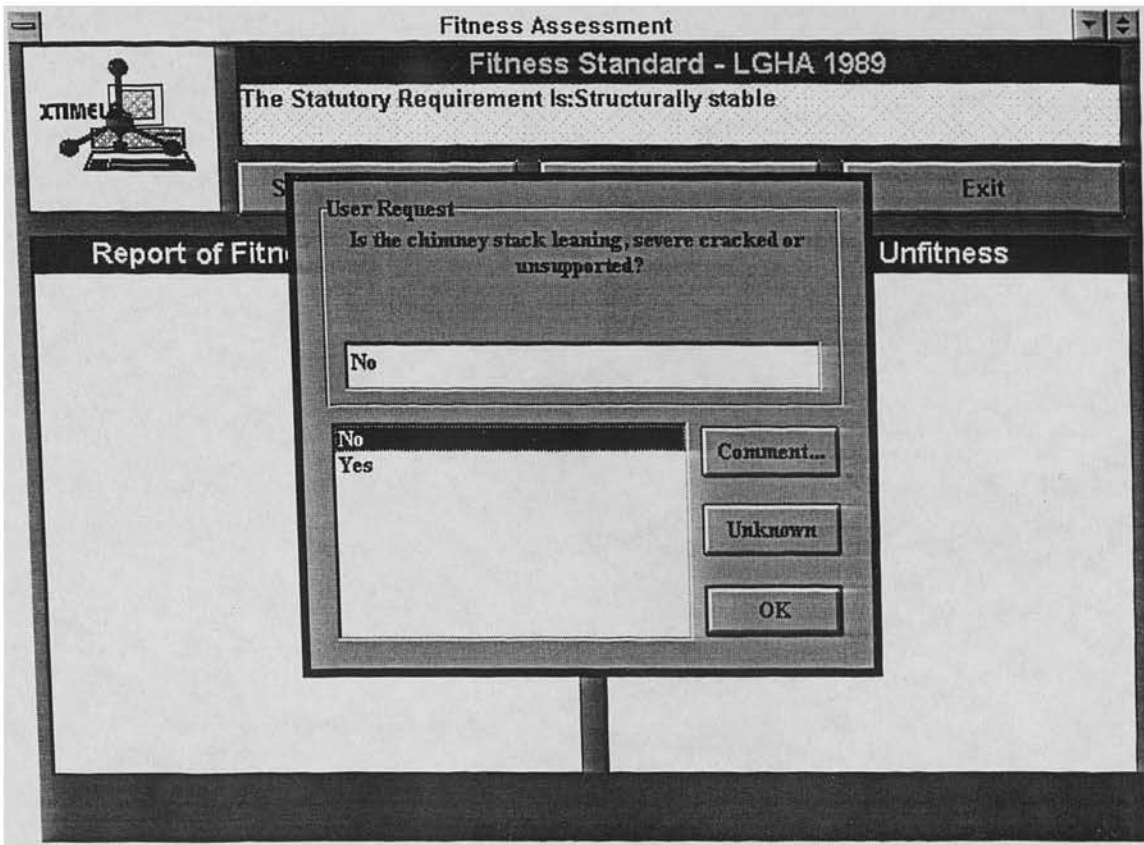 Fitness Assessment
Fitness Standard - LGHA 1989
XTIMEL
The Statutory Requirement Is:Structurally stable
Exit
User Request
Is the chimney stack leaning, severe cracked or
unsupported?
Report of
Unfitness
No
No
Yes
Comment...
Unknown
OK